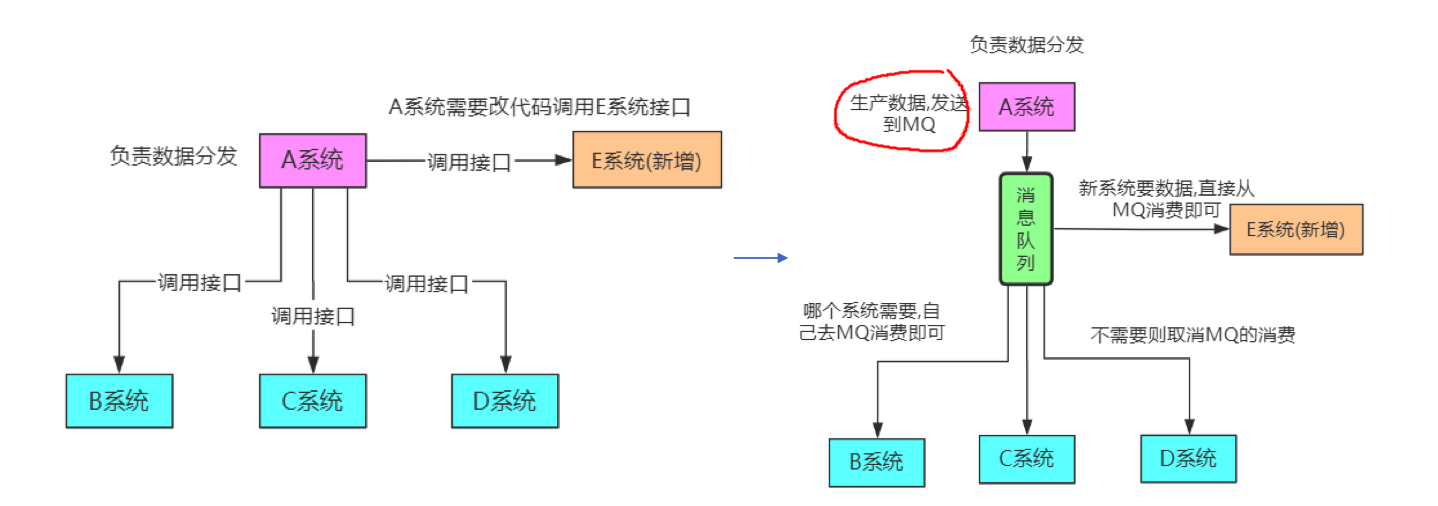 A系统需要改代码调用E系统接口
负责数据分发
A系统
调用接口
E系统(新增)
调用接口
调用接口
调用接口
B系统
C系统
D系统
负责数据分发
生产数据,发送
到MQ
A系统
消
息
队
列
新系统要数据,直接从
MQ消费即可
E系统(新增)
哪个系统需要,自
己去MQ消费即可
不需要则取消MQ的消费
B系统
C系统
D系统